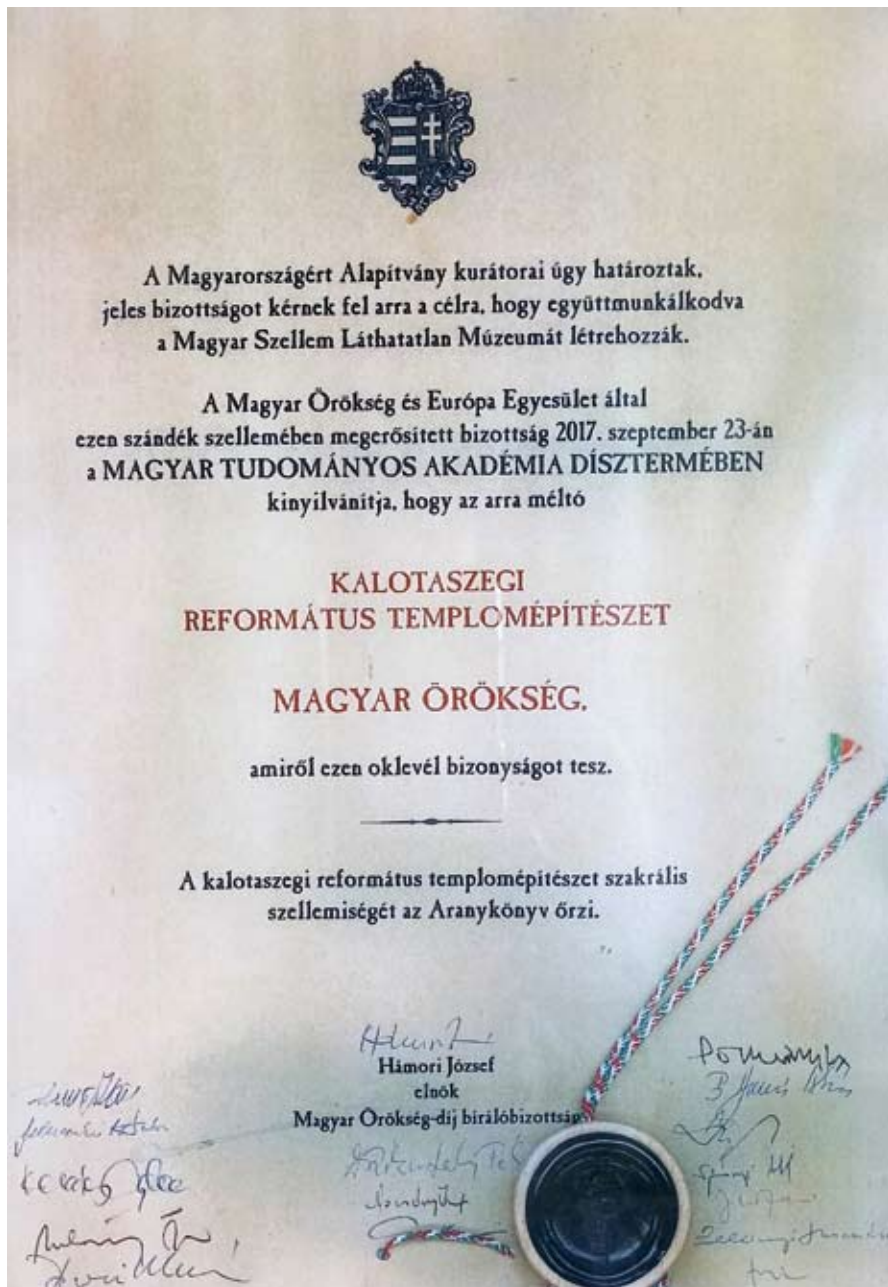 A Magyarországért Alapítvány kurátorai úgy határoztak,
jeles bizottságot kérnek fel arra a célra, hogy együttmunkálkodva
a Magyar Szellem Láthatatlan Múzeumát létrehozzák.
A Magyar Örökség és Európa Egyesület által
ezen szándék szellemében megerősített bizottság 2017. szeptember 23-án
a MAGYAR TUDOMÁNYOS AKADÉMIA DÍSZTERMÉBEN
kinyilvánítja, hogy az arra méltó
KALOTASZEGI
REFORMÁTUS TEMPLOMÉPÍTÉSZET
MAGYAR ÖRÖKSÉG,
amiről ezen oklevél bizonyságot tesz.
A kalotaszegi református templomépítészet szakrális
szellemiségét az Aranykönyv őrzi.
Hámori József
elnök
Magyar Örökség-díj bírálóbizottság